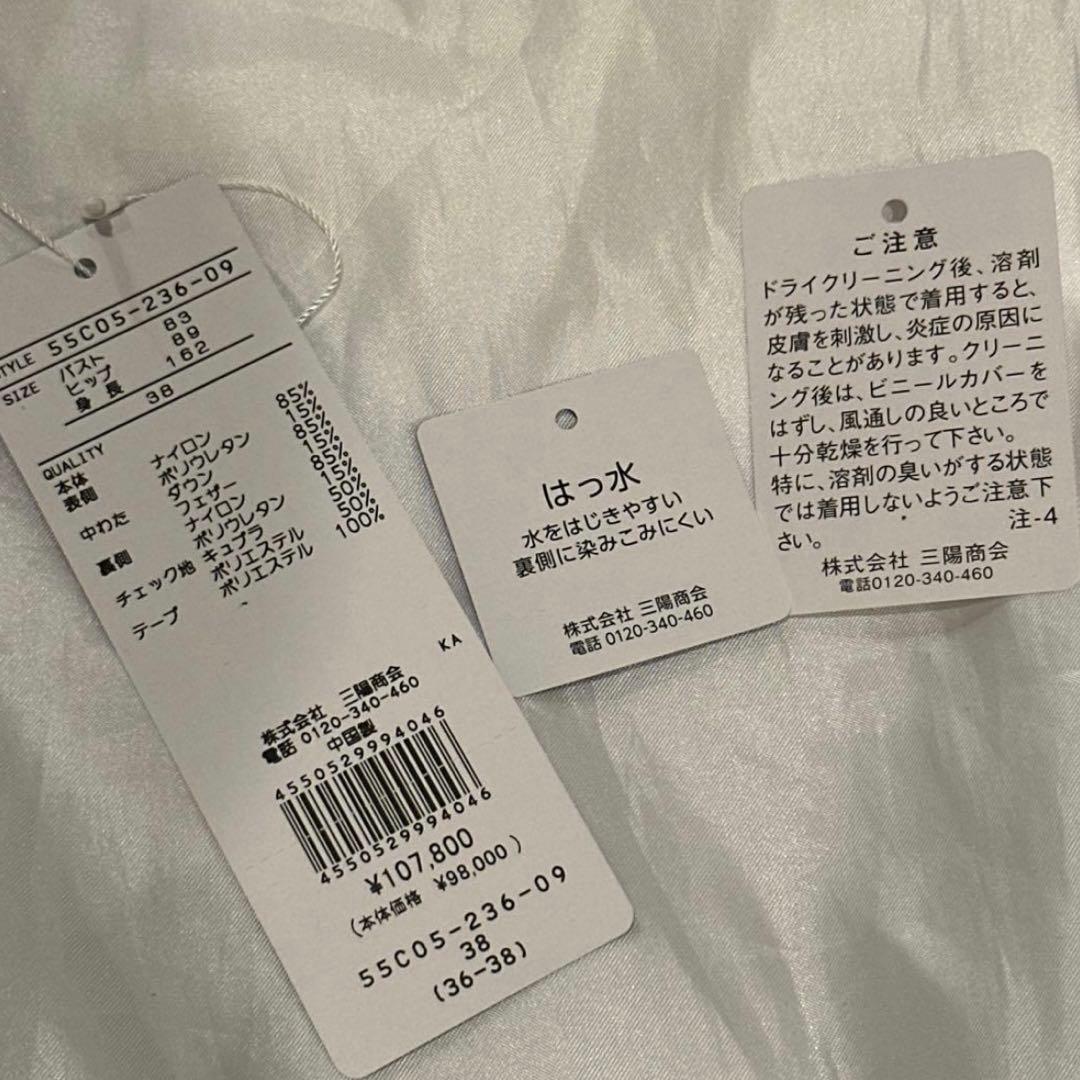 STYLE 55C05-236-09
SIZE バスト 83
ヒップ 89
身長 162
38
QUALITY
本体
表側 ナイロン 85%
ポリウレタン 15%
中わた ダウン 85%
フェザー 15%
裏側 ナイロン 85%
ポリウレタン 15%
チェック地 キュプラ 50%
ポリエステル 50%
テープ ポリエステル 100%
KA
株式会社 三陽商会
電話 0120-340-460
中国製
4550529994046
4550529994046
¥107,800
(本体価格 ¥98,000)
55C05-236-09
38
(36-38)
はっ水
水をはじきやすい
裏側に染みこみにくい
株式会社 三陽商会
電話 0120-340-460
ご注意
ドライクリーニング後、溶剤
が残った状態で着用すると、
皮膚を刺激し、炎症の原因に
なることがあります。クリーニ
ング後は、ビニールカバーを
はずし、風通しの良いところで
十分乾燥を行って下さい。
特に、溶剤の臭いがする状態
では着用しないようご注意下
さい。 注-4
株式会社 三陽商会
電話0120-340-460